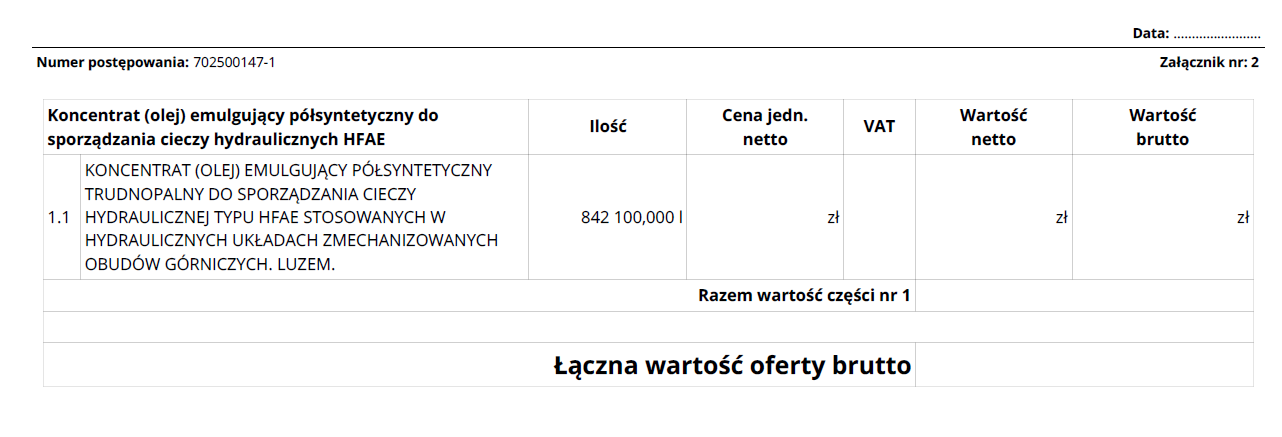 Data: ........................
Numer postępowania: 702500147-1 Załącznik nr: 2
Koncentrat (olej) emulgujący półsyntetyczny do
sporządzania cieczy hydraulicznych HFAE
Ilość
Cena jedn.
netto
VAT
Wartość
netto
Wartość
brutto
1.1
KONCENTRAT (OLEJ) EMULGUJĄCY PÓŁSYNTETYCZNY
TRUDNOPALNY DO SPORZĄDZANIA CIECZY
HYDRAULICZNEJ TYPU HFAE STOSOWANYCH W
HYDRAULICZNYCH UKŁADACH ZMECHANIZOWANYCH
OBUDÓW GÓRNICZYCH. LUZEM.
842 100,000 l
zł
zł
zł
Razem wartość części nr 1
Łączna wartość oferty brutto